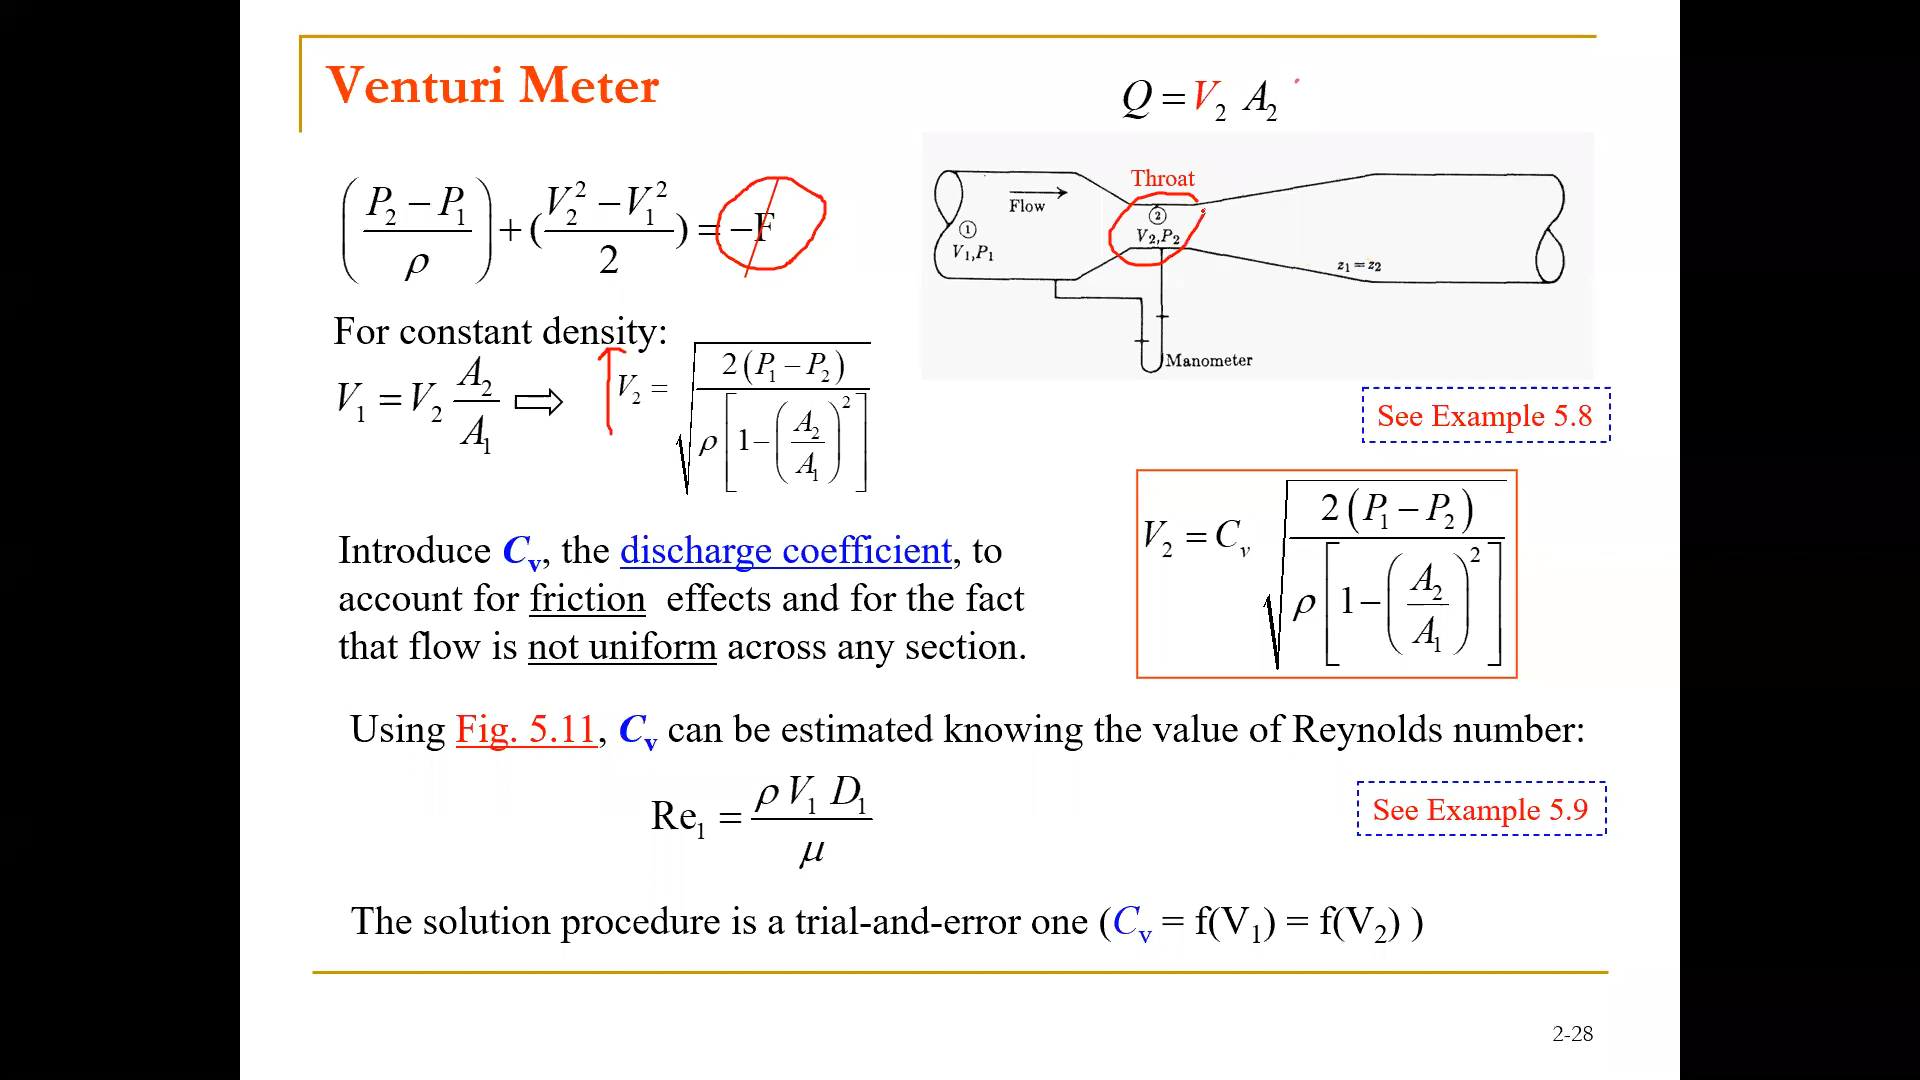 Venturi Meter
Q = V₂ A₂
((P₂ − P₁)/ρ) + ((V₂² − V₁²)/2) = −F
Throat
Flow
①
V₁,P₁
②
V₂,P₂
z₁ = z₂
Manometer
For constant density:
V₁ = V₂ A₂/A₁ ⇒ V₂ = √(2(P₁ − P₂)/(ρ[1 − (A₂/A₁)²]))
See Example 5.8
V₂ = Cᵥ √(2(P₁ − P₂)/(ρ[1 − (A₂/A₁)²]))
Introduce Cᵥ, the discharge coefficient, to
account for friction effects and for the fact
that flow is not uniform across any section.
Using Fig. 5.11, Cᵥ can be estimated knowing the value of Reynolds number:
Re₁ = ρ V₁ D₁/μ
See Example 5.9
The solution procedure is a trial-and-error one (Cᵥ = f(V₁) = f(V₂) )
2-28